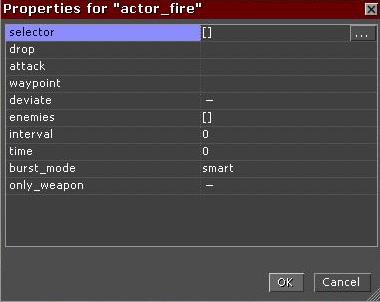 Properties for "actor_fire"
selector [] ...
drop
attack
waypoint
deviate –
enemies []
interval 0
time 0
burst_mode smart
only_weapon –
OK Cancel